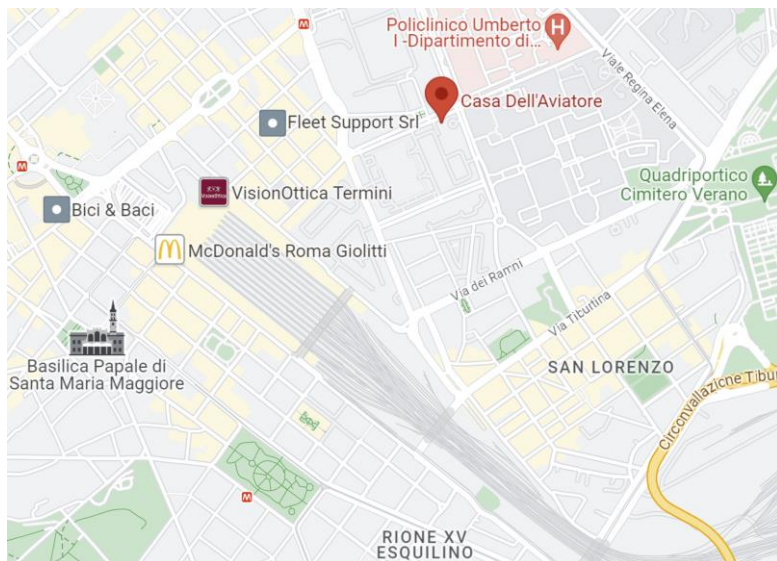 Policlinico Umberto
I -Dipartimento di...
H
Viale Regina Elena
M
Casa Dell'Aviatore
Fleet Support Srl
M
Quadriportico
Cimitero Verano
VisionOttica Termini
Bici & Baci
McDonald's Roma Giolitti
Via dei Ramni
Via Tiburtina
Basilica Papale di
Santa Maria Maggiore
SAN LORENZO
Circonvallazione Tibur
M
RIONE XV
ESQUILINO